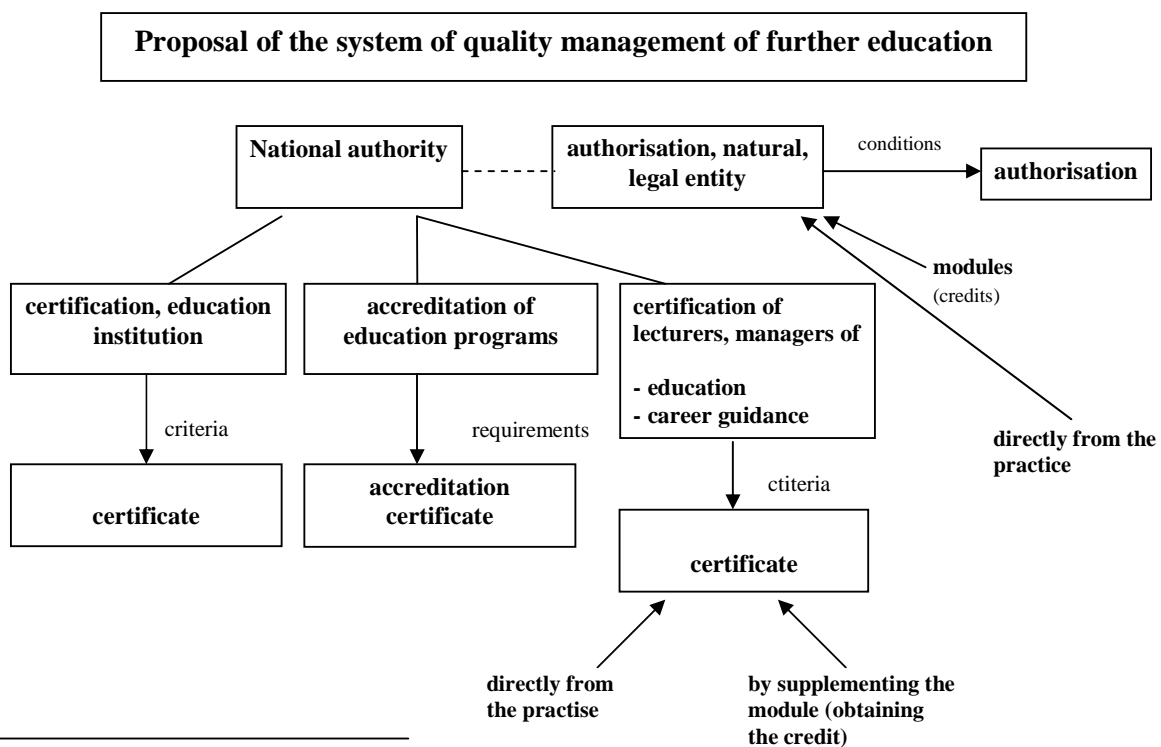 Proposal of the system of quality management of further education
National authority
authorisation, natural,
legal entity
conditions
authorisation
modules
(credits)
certification, education
institution
accreditation of
education programs
certification of
lecturers, managers of
- education
- career guidance
criteria
requirements
directly from the
practice
certificate
accreditation
certificate
ctiteria
certificate
directly from
the practise
by supplementing the
module (obtaining
the credit)